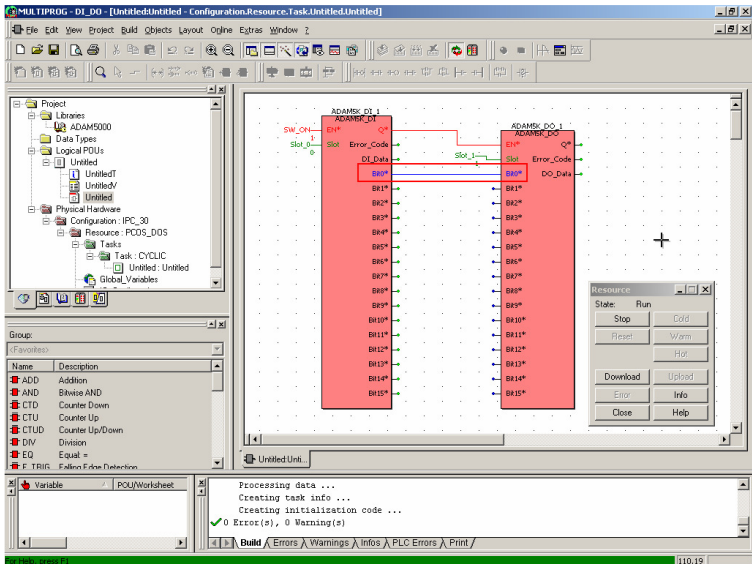 MULTIPROG - DI_DO - [Untitled:Untitled - Configuration.Resource.Task.Untitled.Untitled]
File Edit View Project Build Objects Layout Online Extras Window ?
Project
Libraries
ADAM5000
Data Types
Logical POUs
Untitled
UntitledT
UntitledV
Untitled
Physical Hardware
Configuration : IPC_30
Resource : PCOS_DOS
Tasks
Task : CYCLIC
Untitled : Untitled
Global_Variables
Group:
<Favorites>
Name Description
ADD Addition
AND Bitwise AND
CTD Counter Down
CTU Counter Up
CTUD Counter Up/Down
DIV Division
EQ Equal =
F_TRIG Falling Edge Detection
ADAM5K_DI_1
ADAM5K_DI
SW_ON EN* Q*
1
Slot_0 Slot Error_Code
0
DI_Data
Bit0*
Bit1*
Bit2*
Bit3*
Bit4*
Bit5*
Bit6*
Bit7*
Bit8*
Bit9*
Bit10*
Bit11*
Bit12*
Bit13*
Bit14*
Bit15*
ADAM5K_DO_1
ADAM5K_DO
EN* Q*
Slot_1 Slot Error_Code
1
DO_Data
Bit0*
Bit1*
Bit2*
Bit3*
Bit4*
Bit5*
Bit6*
Bit7*
Bit8*
Bit9*
Bit10*
Bit11*
Bit12*
Bit13*
Bit14*
Bit15*
Resource
State: Run
Stop Cold
Reset Warm
Hot
Download Upload
Error Info
Close Help
Untitled:Unti...
Variable POU/Worksheet
Processing data ...
Creating task info ...
Creating initialization code ...
0 Error(s), 0 Warning(s)
Build Errors Warnings Infos PLC Errors Print
For Help, press F1
110,19